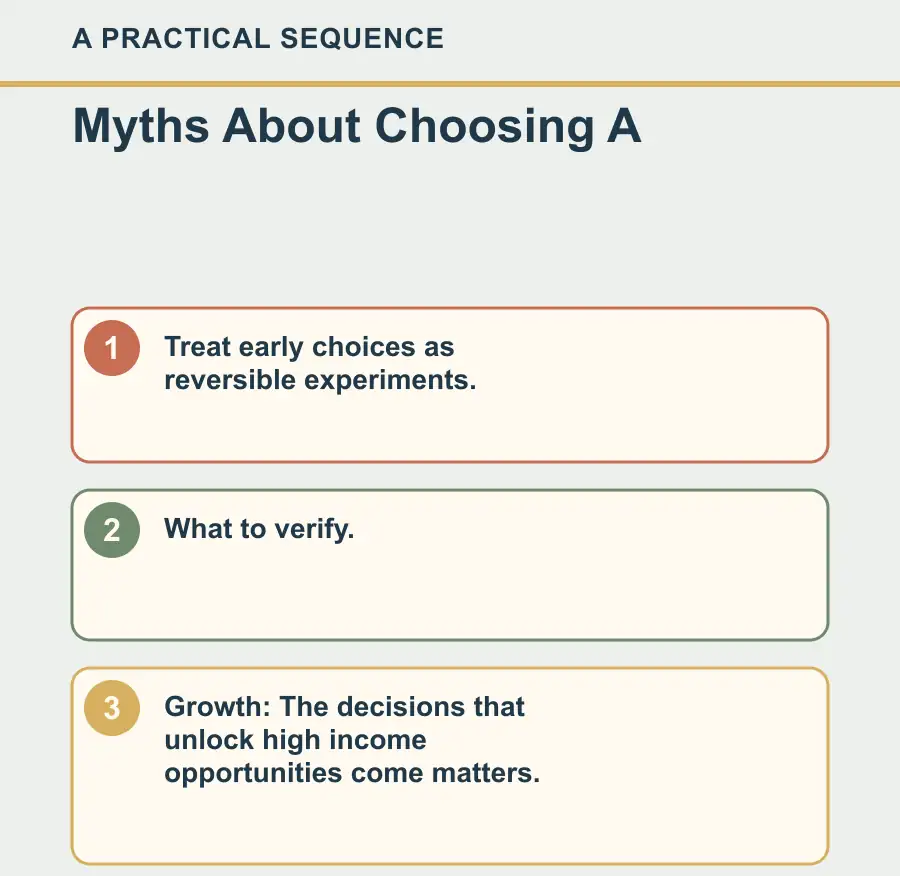 A PRACTICAL SEQUENCE
Myths About Choosing A
1
Treat early choices as
reversible experiments.
2
What to verify.
3
Growth: The decisions that
unlock high income
opportunities come matters.